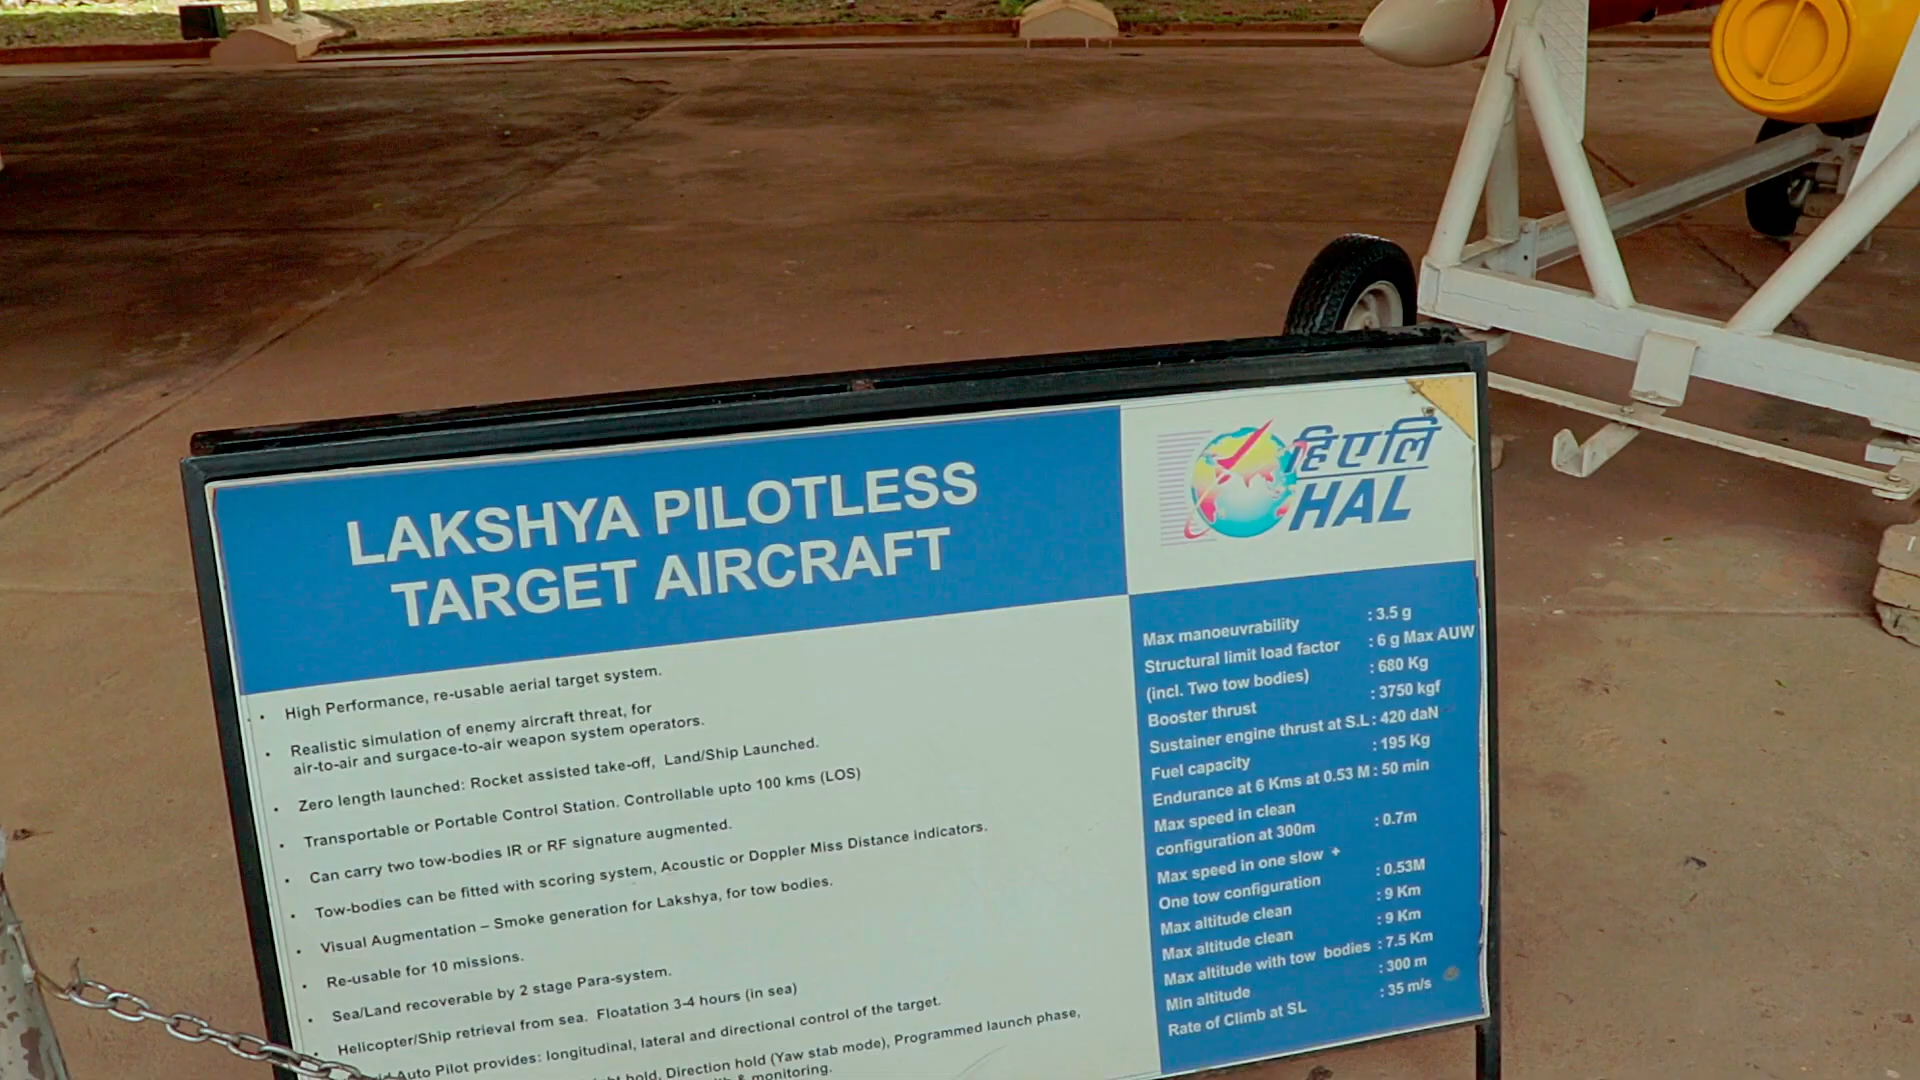 LAKSHYA PILOTLESS
TARGET AIRCRAFT
हिएलि
HAL
• High Performance, re-usable aerial target system.
• Realistic simulation of enemy aircraft threat, for
air-to-air and surgace-to-air weapon system operators.
• Zero length launched: Rocket assisted take-off, Land/Ship Launched.
• Transportable or Portable Control Station. Controllable upto 100 kms (LOS)
• Can carry two tow-bodies IR or RF signature augmented.
• Tow-bodies can be fitted with scoring system, Acoustic or Doppler Miss Distance indicators.
• Visual Augmentation – Smoke generation for Lakshya, for tow bodies.
• Re-usable for 10 missions.
• Sea/Land recoverable by 2 stage Para-system.
• Helicopter/Ship retrieval from sea. Floatation 3-4 hours (in sea)
Auto Pilot provides: longitudinal, lateral and directional control of the target.
hold, Direction hold (Yaw stab mode), Programmed launch phase,
& monitoring.
Max manoeuvrability : 3.5 g
Structural limit load factor : 6 g Max AUW
(incl. Two tow bodies) : 680 Kg
Booster thrust : 3750 kgf
Sustainer engine thrust at S.L : 420 daN
Fuel capacity : 195 Kg
Endurance at 6 Kms at 0.53 M : 50 min
Max speed in clean
configuration at 300m : 0.7m
Max speed in one slow +
One tow configuration : 0.53M
Max altitude clean : 9 Km
Max altitude clean : 9 Km
Max altitude with tow bodies : 7.5 Km
Min altitude : 300 m
Rate of Climb at SL : 35 m/s